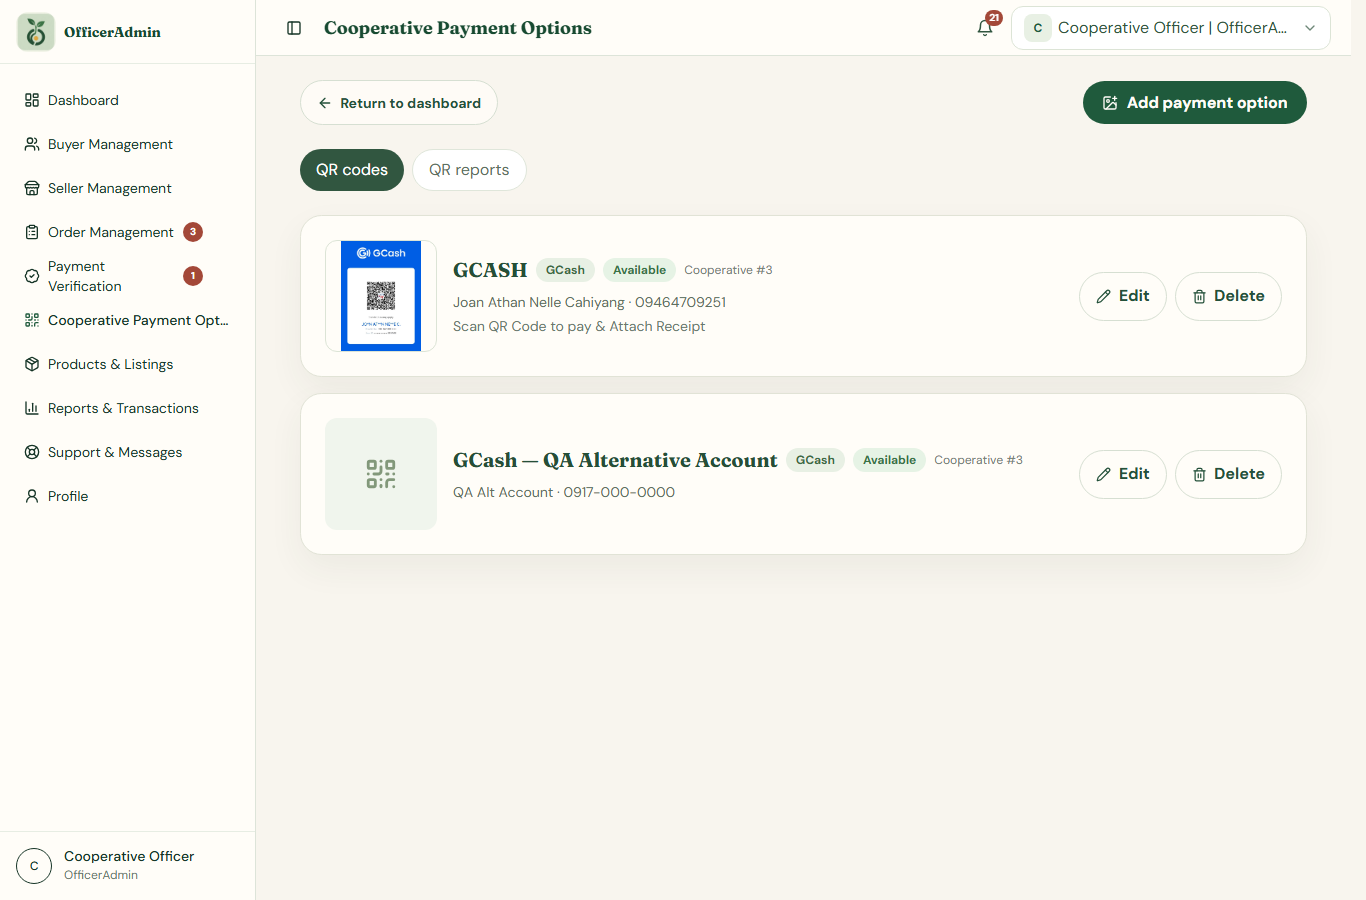 OfficerAdmin
Cooperative Payment Options
21
C
Cooperative Officer | OfficerA...
Dashboard
Buyer Management
Seller Management
Order Management
3
Payment
Verification
1
Cooperative Payment Opt...
Products & Listings
Reports & Transactions
Support & Messages
Profile
Return to dashboard
Add payment option
QR codes
QR reports
GCash
GCASH
GCash
Available
Cooperative #3
Joan Athan Nelle Cahiyang · 09464709251
Scan QR Code to pay & Attach Receipt
Edit
Delete
GCash — QA Alternative Account
GCash
Available
Cooperative #3
QA Alt Account · 0917-000-0000
Edit
Delete
C
Cooperative Officer
OfficerAdmin